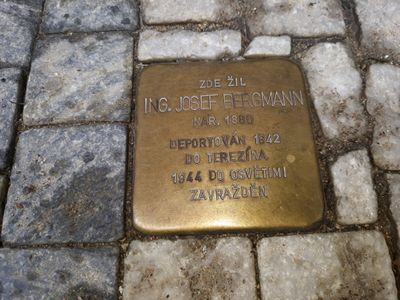 ZDE ŽIL
ING. JOSEF BERGMANN
NAR. 1880
DEPORTOVÁN 1942
DO TEREZÍNA
1944 DO OSVĚTIMI
ZAVRAŽDĚN